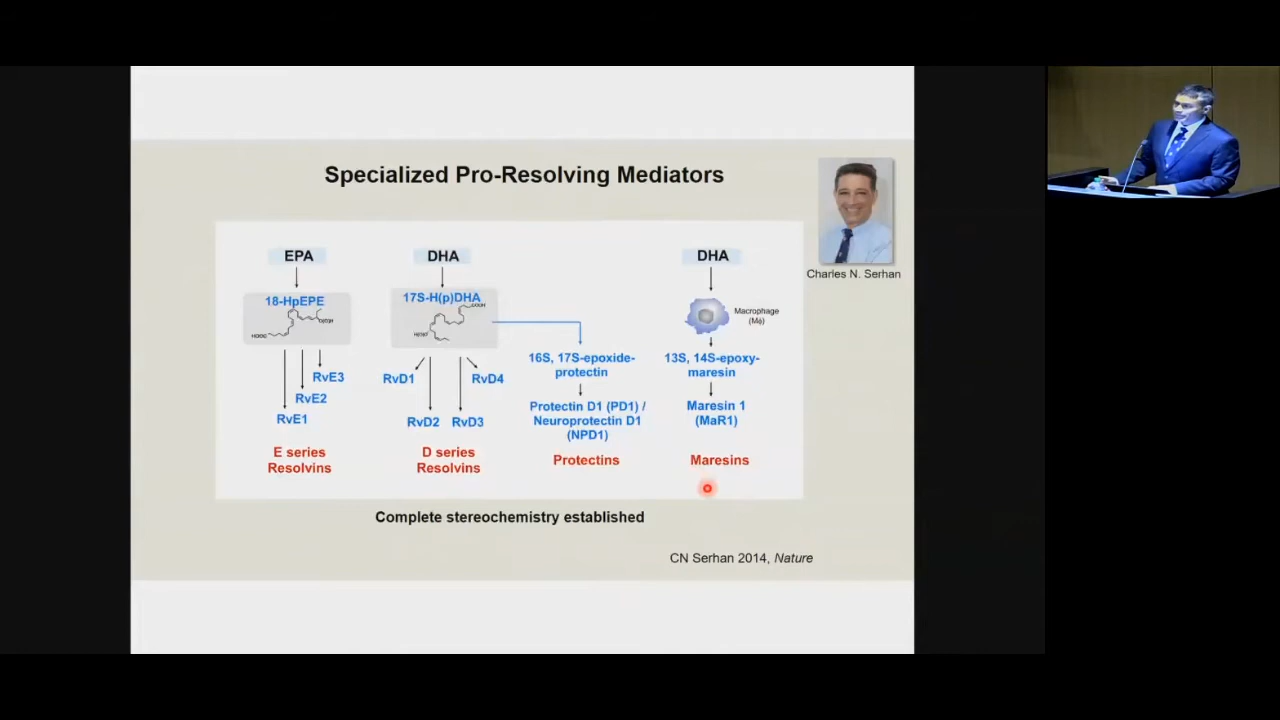 Specialized Pro-Resolving Mediators
Charles N. Serhan
EPA
18-HpEPE
HOOC
RvE3
RvE2
RvE1
E series
Resolvins
DHA
17S-H(p)DHA
COOH
RvD1
RvD4
RvD2
RvD3
D series
Resolvins
16S, 17S-epoxide-
protectin
Protectin D1 (PD1) /
Neuroprotectin D1
(NPD1)
Protectins
DHA
Macrophage
(Mϕ)
13S, 14S-epoxy-
maresin
Maresin 1
(MaR1)
Maresins
Complete stereochemistry established
CN Serhan 2014, Nature